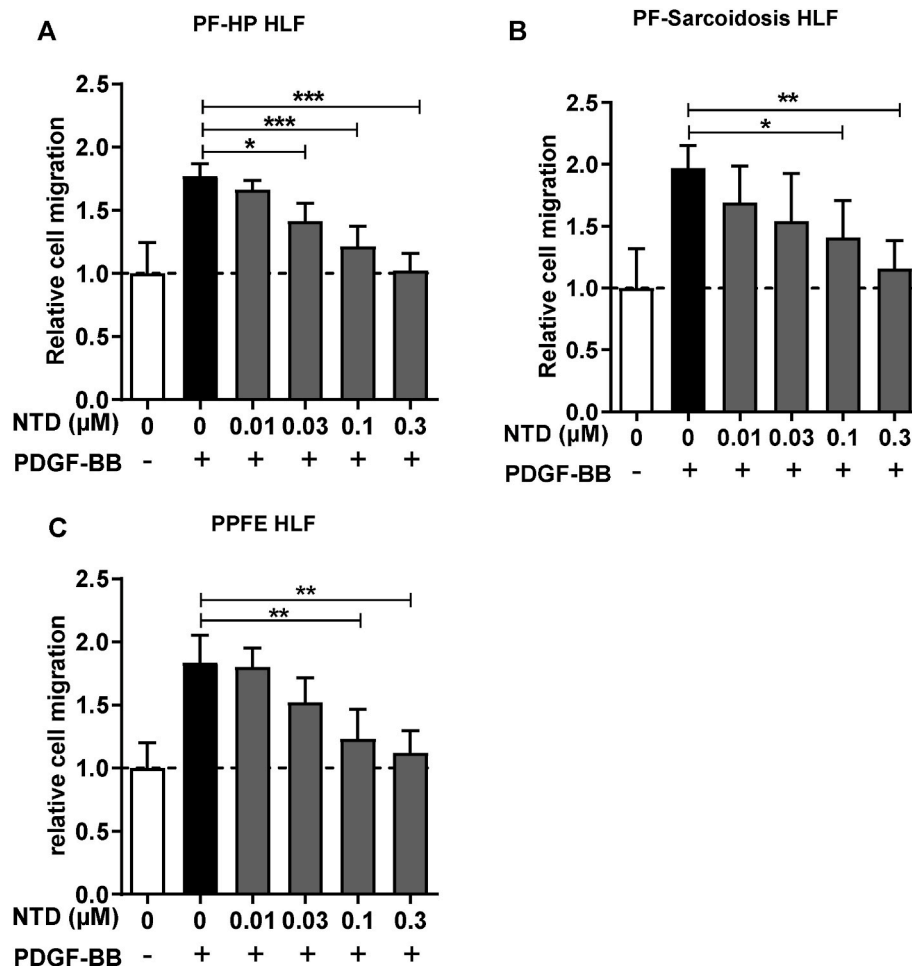 A
PF-HP HLF
Relative cell migration
2.5
2.0
1.5
1.0
0.5
0.0
***
***
*
NTD (µM) 0 0 0.01 0.03 0.1 0.3
PDGF-BB - + + + + +
B
PF-Sarcoidosis HLF
Relative cell migration
2.5
2.0
1.5
1.0
0.5
0.0
**
*
NTD (µM) 0 0 0.01 0.03 0.1 0.3
PDGF-BB - + + + + +
C
PPFE HLF
relative cell migration
2.5
2.0
1.5
1.0
0.5
0.0
**
**
NTD (µM) 0 0 0.01 0.03 0.1 0.3
PDGF-BB - + + + + +